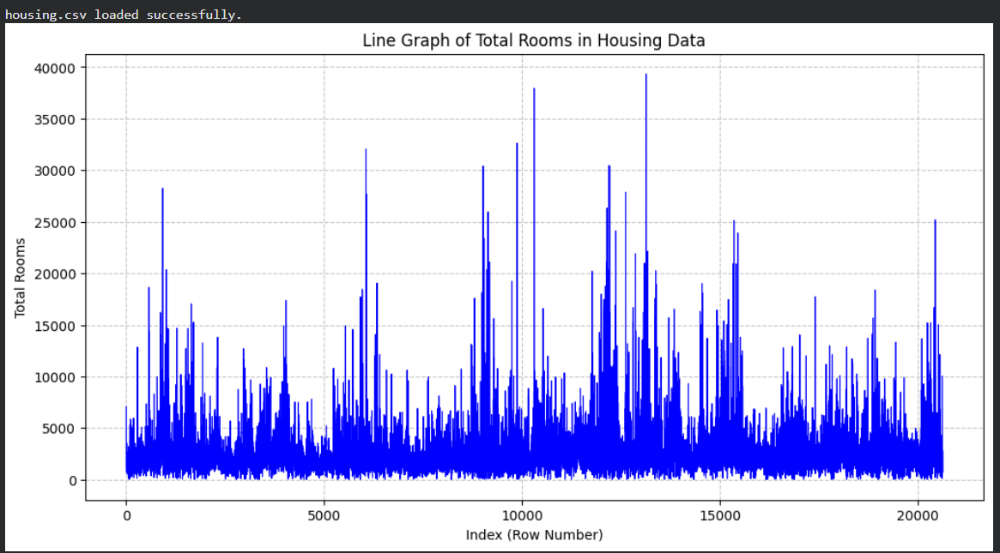 housing.csv loaded successfully.
Line Graph of Total Rooms in Housing Data
40000
35000
30000
25000
20000
15000
10000
5000
0
Total Rooms
0 5000 10000 15000 20000
Index (Row Number)